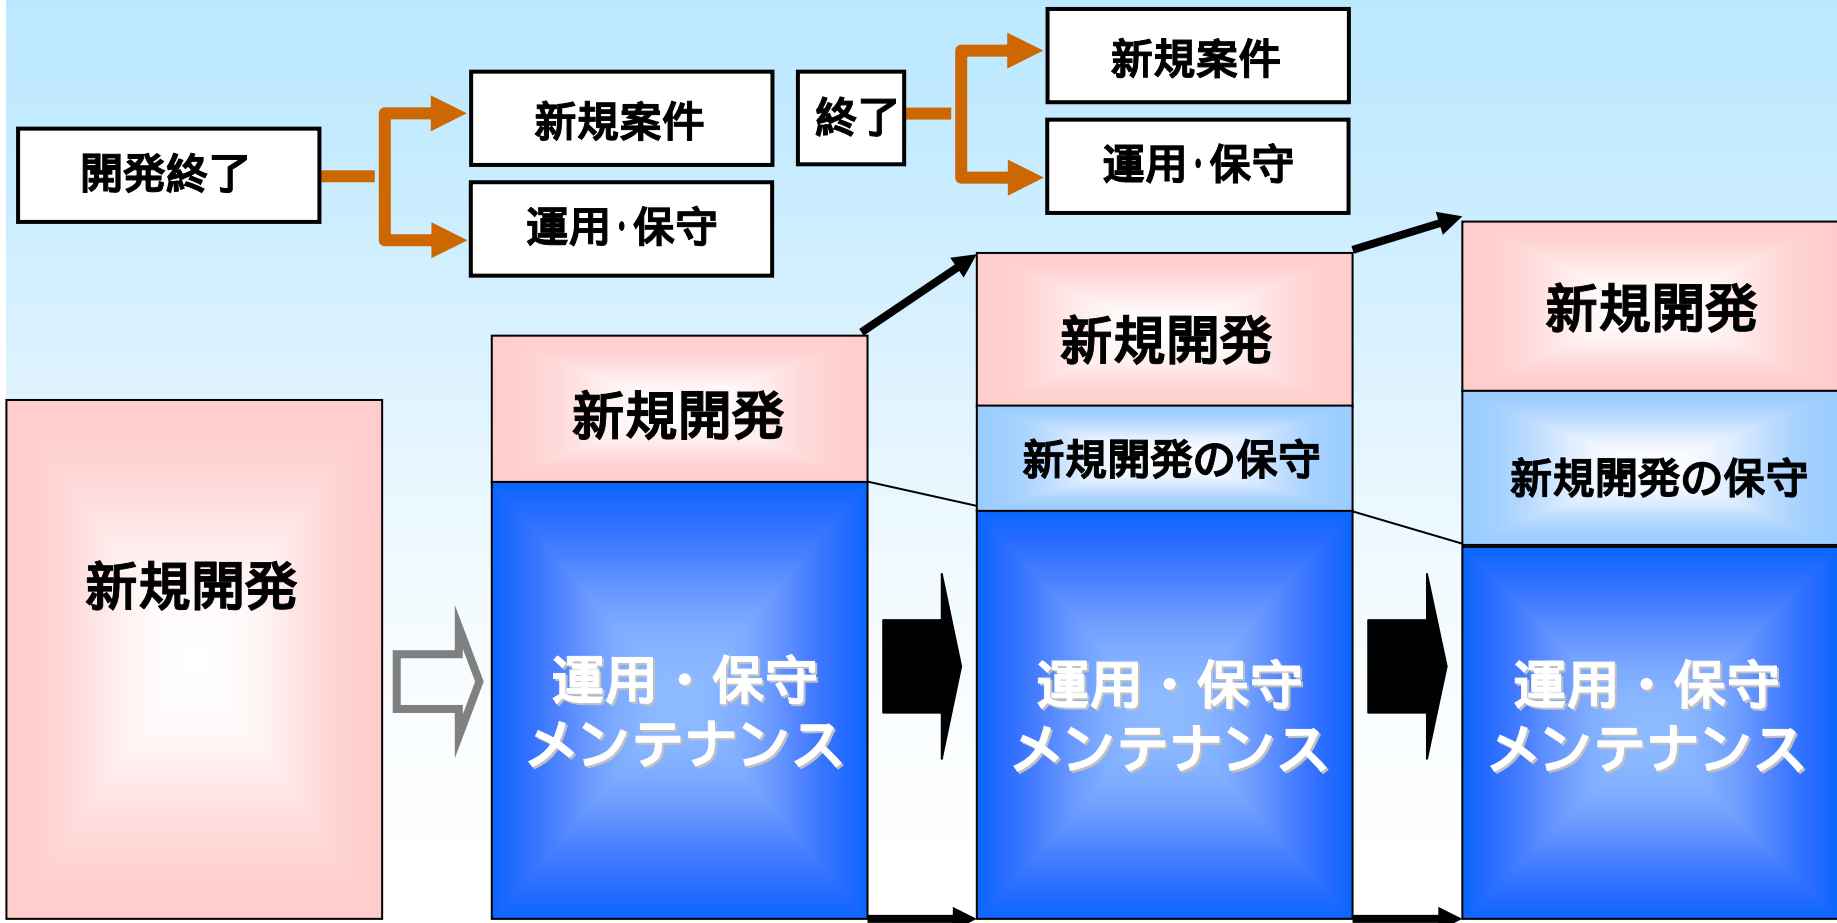 開発終了
新規案件
運用・保守
終了
新規案件
運用・保守
新規開発
新規開発
運用・保守
メンテナンス
新規開発
新規開発の保守
運用・保守
メンテナンス
新規開発
新規開発の保守
運用・保守
メンテナンス